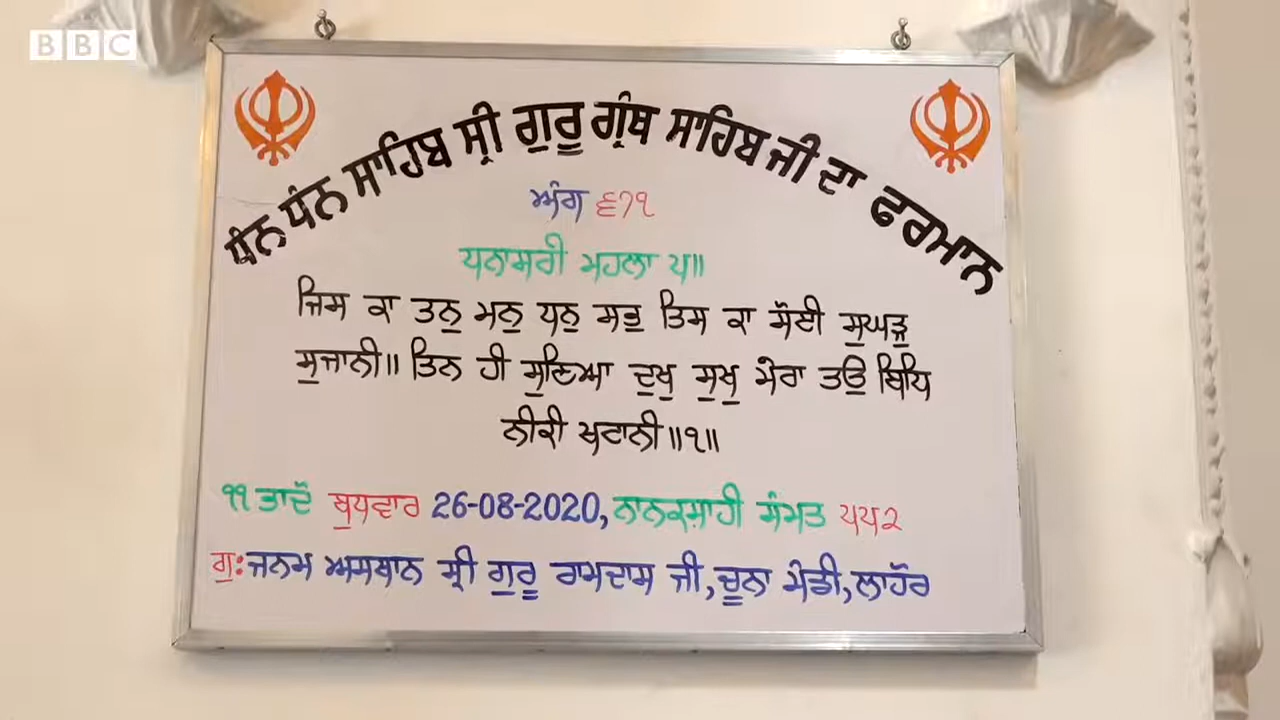 BBC
ਧੰਨ ਧੰਨ ਸਾਹਿਬ ਸ੍ਰੀ ਗੁਰੂ ਗ੍ਰੰਥ ਸਾਹਿਬ ਜੀ ਦਾ ਫਰਮਾਨ
ਅੰਗ ੬੭੧
ਧਨਾਸਰੀ ਮਹਲਾ ੫॥
ਜਿਸ ਕਾ ਤਨੁ ਮਨੁ ਧਨੁ ਸਭੁ ਤਿਸ ਕਾ ਸੋਈ ਸੁਘੜੁ
ਸੁਜਾਨੀ॥ ਤਿਨ ਹੀ ਸੁਣਿਆ ਦੁਖੁ ਸੁਖੁ ਮੇਰਾ ਤਉ ਬਿਧਿ
ਨੀਕੀ ਖਟਾਨੀ॥੧॥
੧੧ ਭਾਦੋਂ ਬੁਧਵਾਰ 26-08-2020, ਨਾਨਕਸ਼ਾਹੀ ਸੰਮਤ ੫੫੨
ਗੁ: ਜਨਮ ਅਸਥਾਨ ਸ੍ਰੀ ਗੁਰੂ ਰਾਮਦਾਸ ਜੀ, ਚੂਨਾ ਮੰਡੀ, ਲਾਹੌਰ